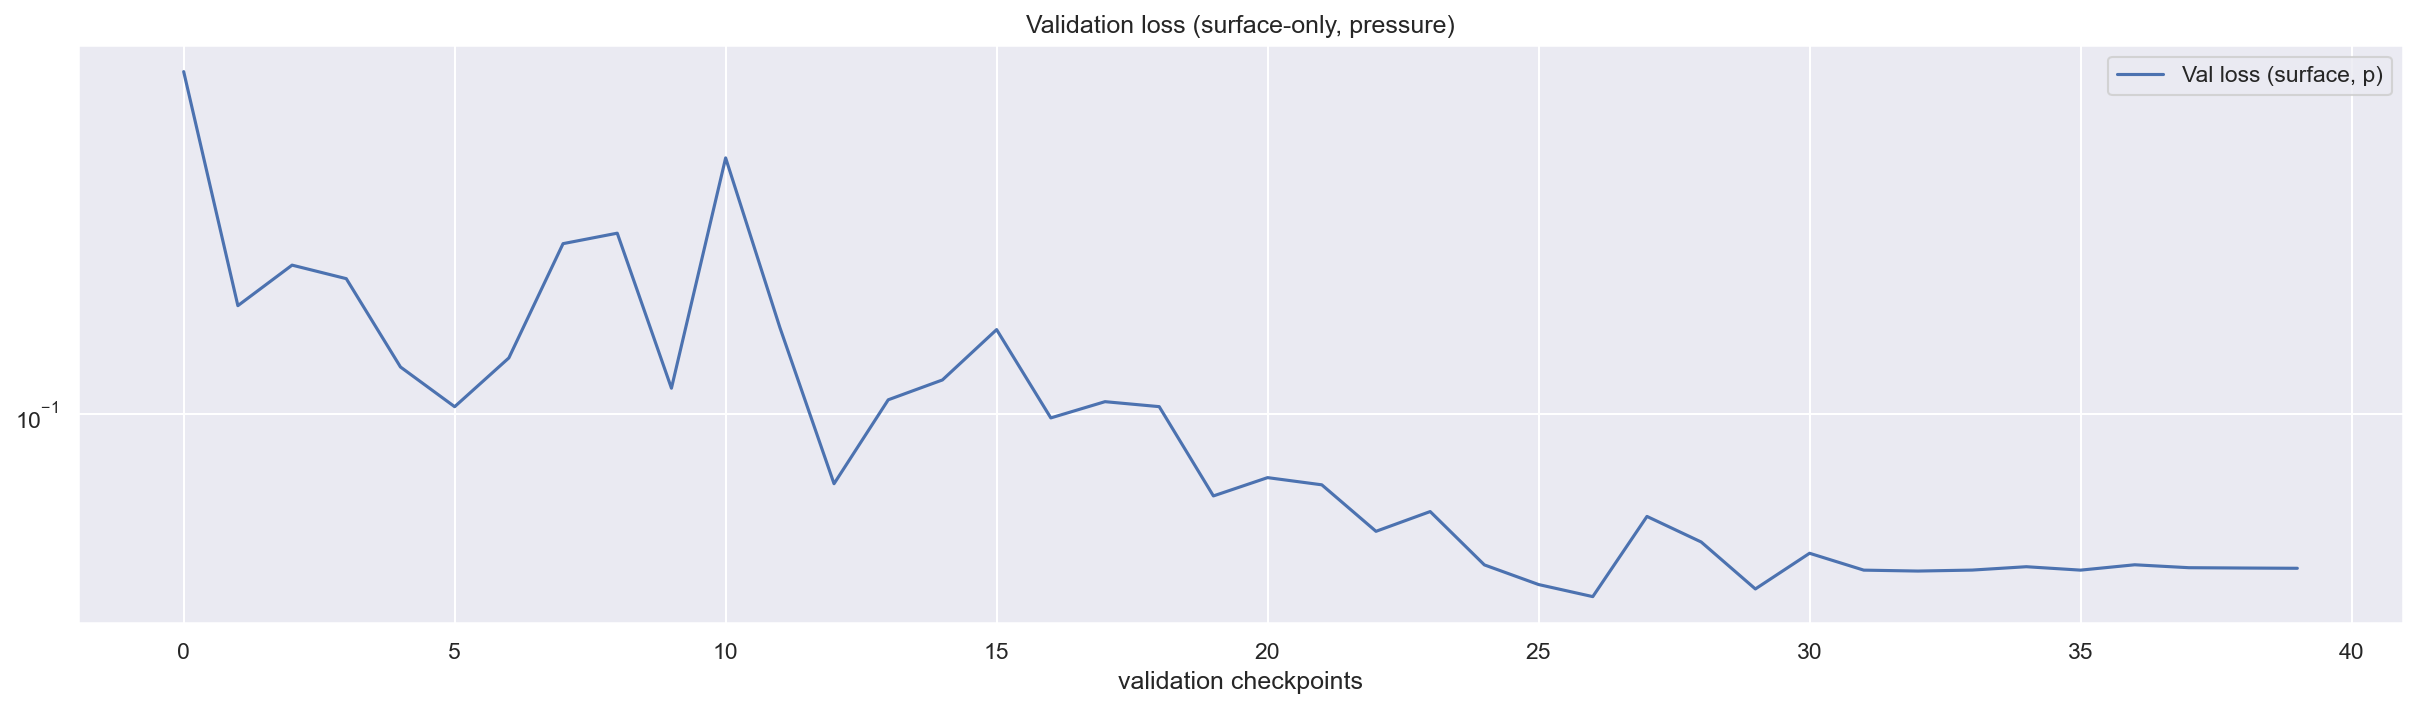 Validation loss (surface-only, pressure)
Val loss (surface, p)
10⁻¹
0 5 10 15 20 25 30 35 40
validation checkpoints